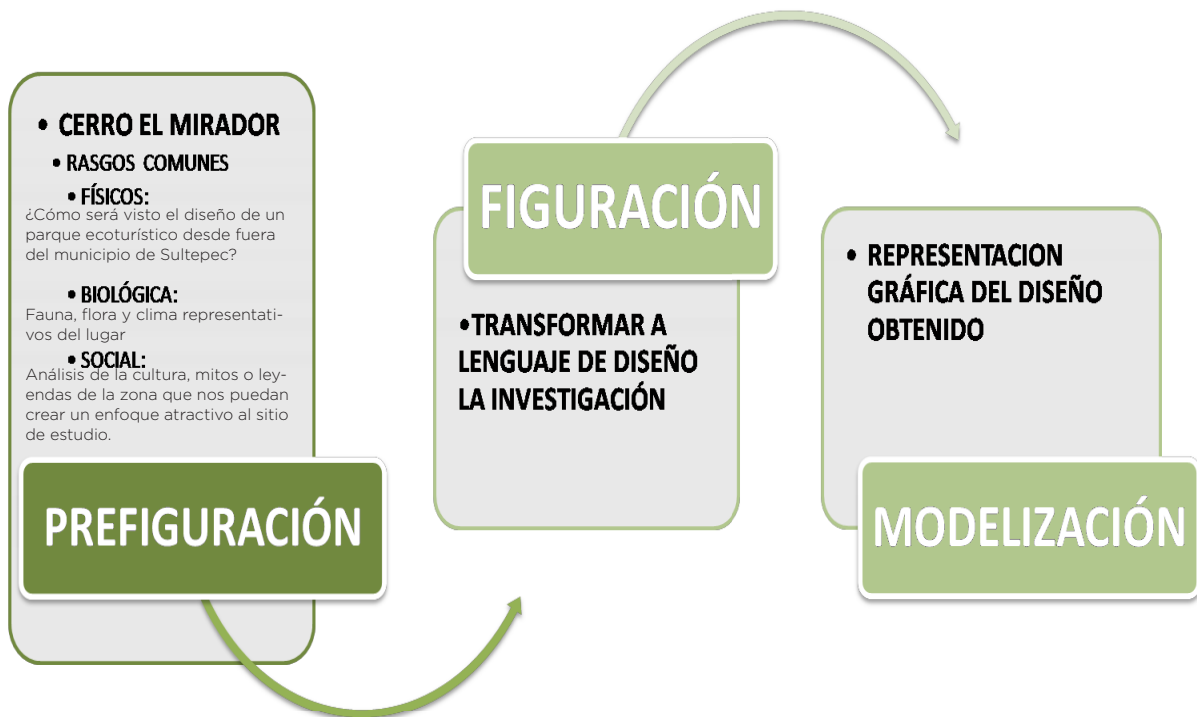 • CERRO EL MIRADOR
• RASGOS COMUNES
• FÍSICOS:
¿Cómo será visto el diseño de un
parque ecoturístico desde fuera
del municipio de Sultepec?
• BIOLÓGICA:
Fauna, flora y clima representati-
vos del lugar
• SOCIAL:
Análisis de la cultura, mitos o ley-
endas de la zona que nos puedan
crear un enfoque atractivo al sitio
de estudio.
PREFIGURACIÓN
FIGURACIÓN
•TRANSFORMAR A
LENGUAJE DE DISEÑO
LA INVESTIGACIÓN
• REPRESENTACION
GRÁFICA DEL DISEÑO
OBTENIDO
MODELIZACIÓN